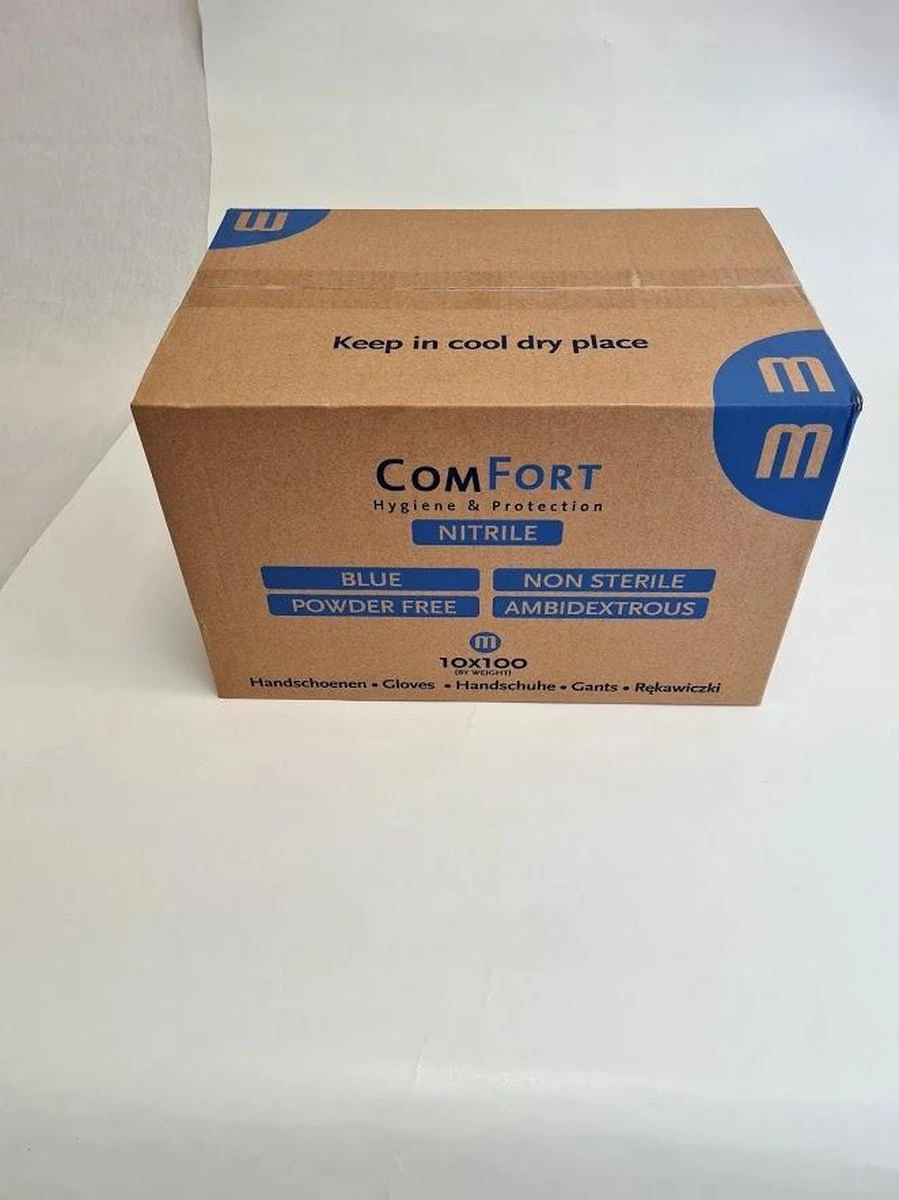 m
Keep in cool dry place
m
m
COMFORT
Hygiene & Protection
NITRILE
BLUE NON STERILE
POWDER FREE AMBIDEXTROUS
m
10X100
(BY WEIGHT)
Handschoenen • Gloves • Handschuhe • Gants • Rękawiczki